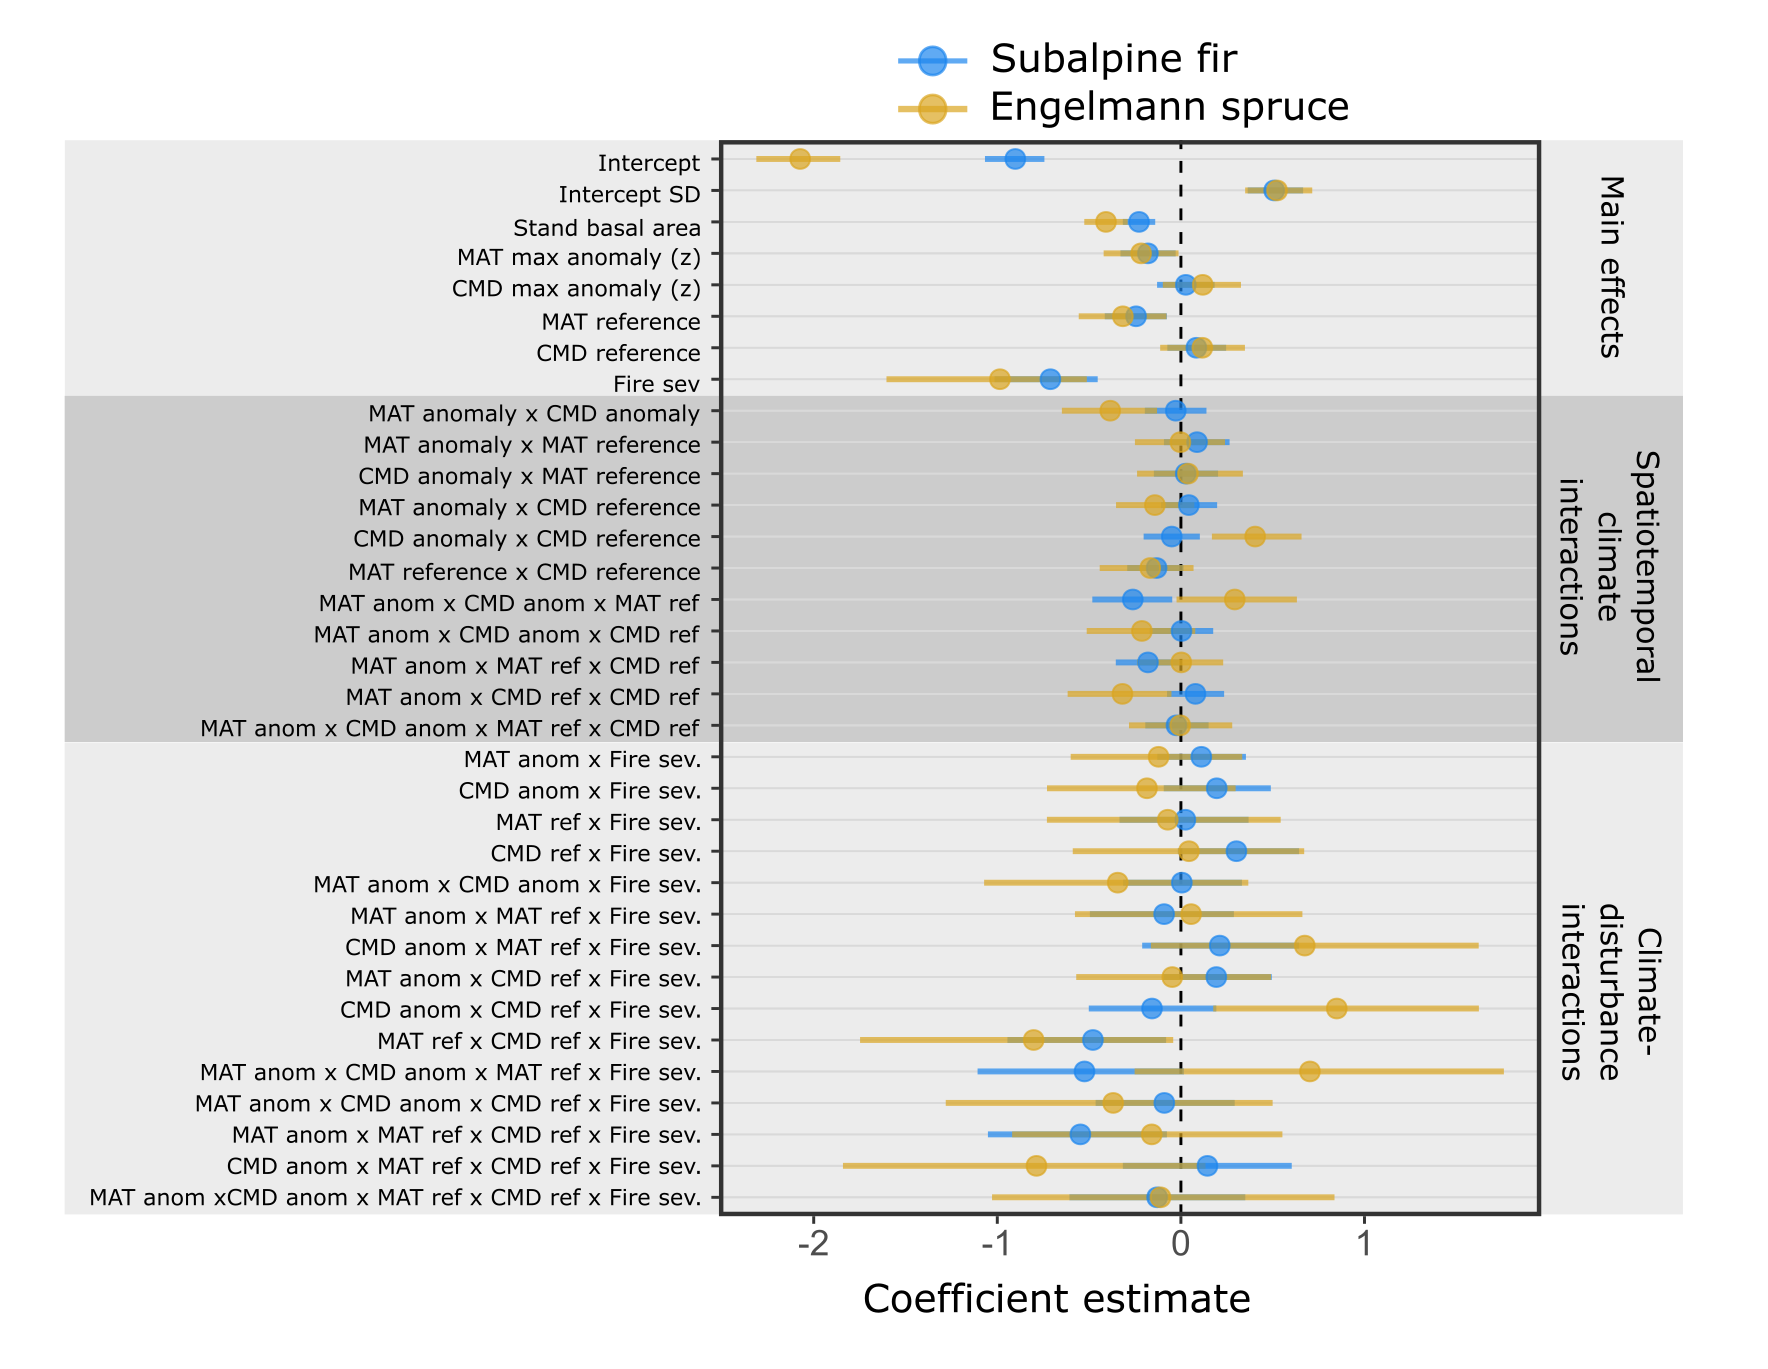 Subalpine fir
Engelmann spruce
Intercept
Intercept SD
Stand basal area
MAT max anomaly (z)
CMD max anomaly (z)
MAT reference
CMD reference
Fire sev
Main effects
MAT anomaly x CMD anomaly
MAT anomaly x MAT reference
CMD anomaly x MAT reference
MAT anomaly x CMD reference
CMD anomaly x CMD reference
MAT reference x CMD reference
MAT anom x CMD anom x MAT ref
MAT anom x CMD anom x CMD ref
MAT anom x MAT ref x CMD ref
MAT anom x CMD ref x CMD ref
MAT anom x CMD anom x MAT ref x CMD ref
Spatiotemporal
climate
interactions
MAT anom x Fire sev.
CMD anom x Fire sev.
MAT ref x Fire sev.
CMD ref x Fire sev.
MAT anom x CMD anom x Fire sev.
MAT anom x MAT ref x Fire sev.
CMD anom x MAT ref x Fire sev.
MAT anom x CMD ref x Fire sev.
CMD anom x CMD ref x Fire sev.
MAT ref x CMD ref x Fire sev.
MAT anom x CMD anom x MAT ref x Fire sev.
MAT anom x CMD anom x CMD ref x Fire sev.
MAT anom x MAT ref x CMD ref x Fire sev.
CMD anom x MAT ref x CMD ref x Fire sev.
MAT anom xCMD anom x MAT ref x CMD ref x Fire sev.
Climate-
disturbance
interactions
-2 -1 0 1
Coefficient estimate